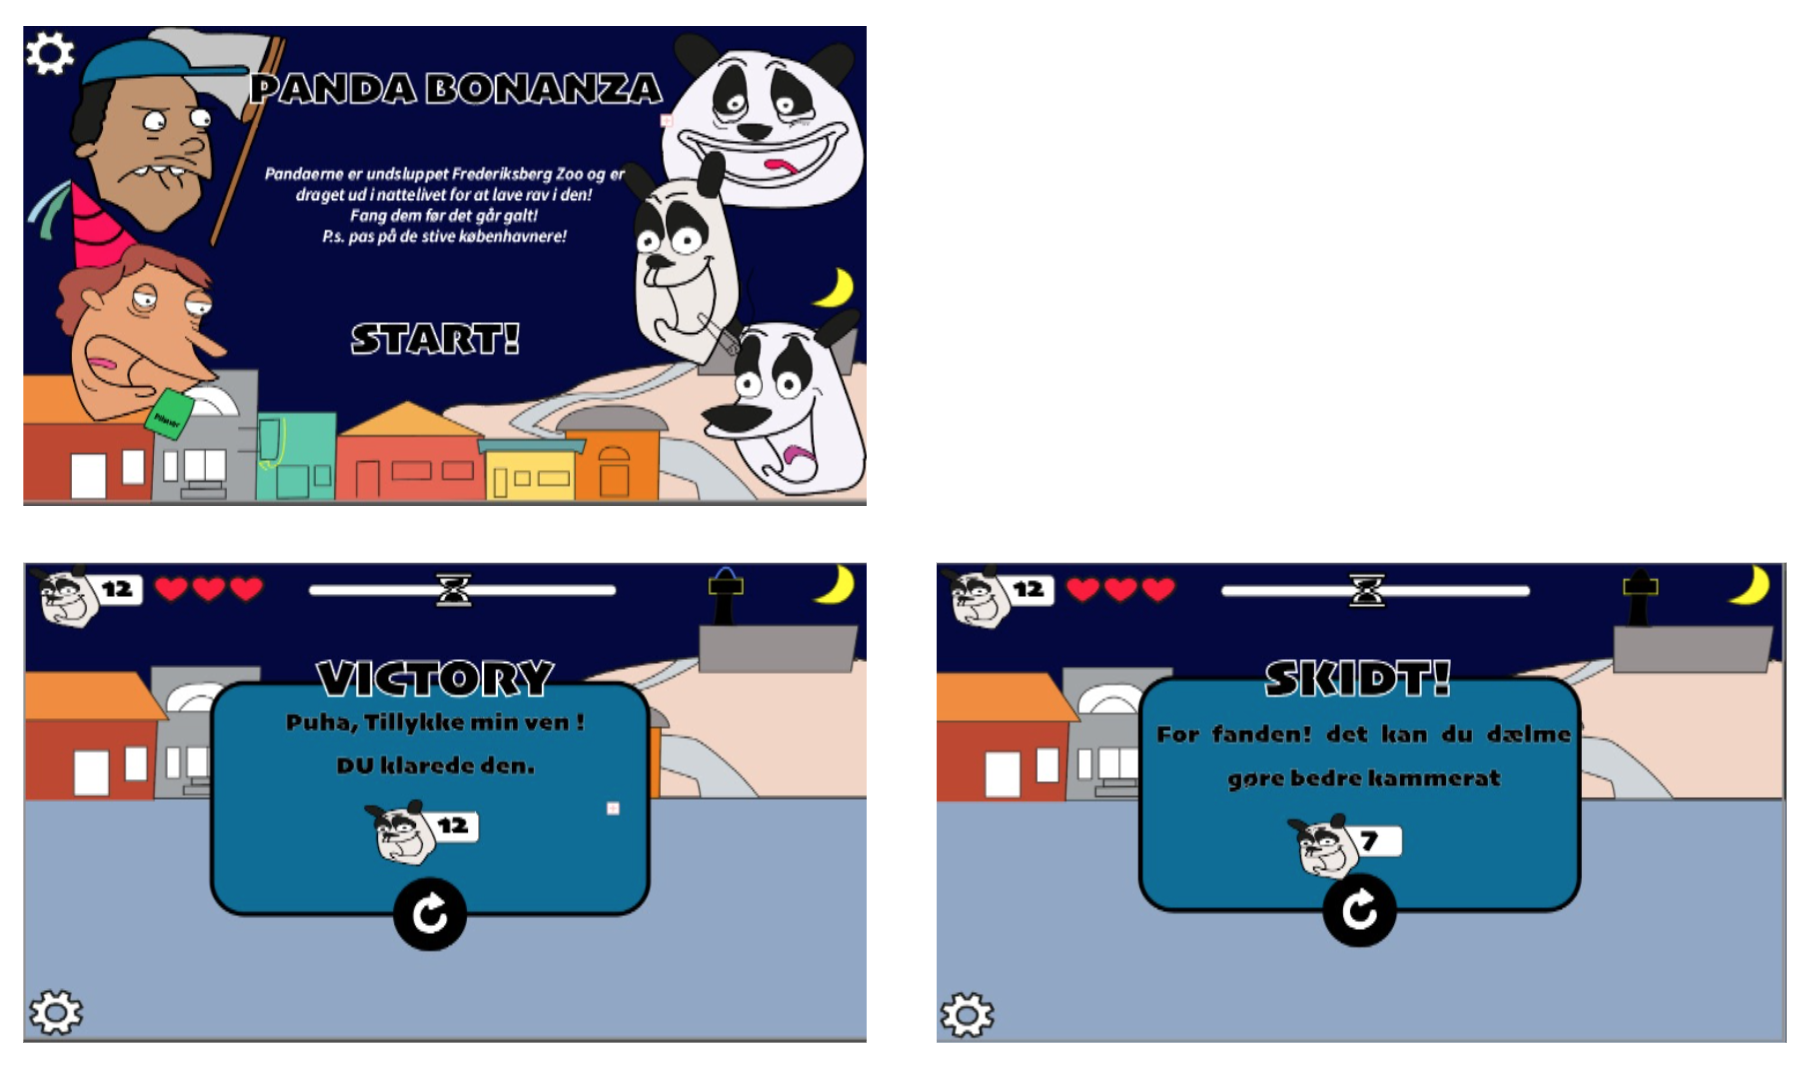 PANDA BONANZA
Pandaerne er undsluppet Frederiksberg Zoo og er
draget ud i nattelivet for at lave rav i den!
Fang dem før det går galt!
P.s. pas på de stive københavnere!
START!
12
VICTORY
Puha, Tillykke min ven !
DU klarede den.
12
12
SKIDT!
For fanden! det kan du dælme
gøre bedre kammerat
7